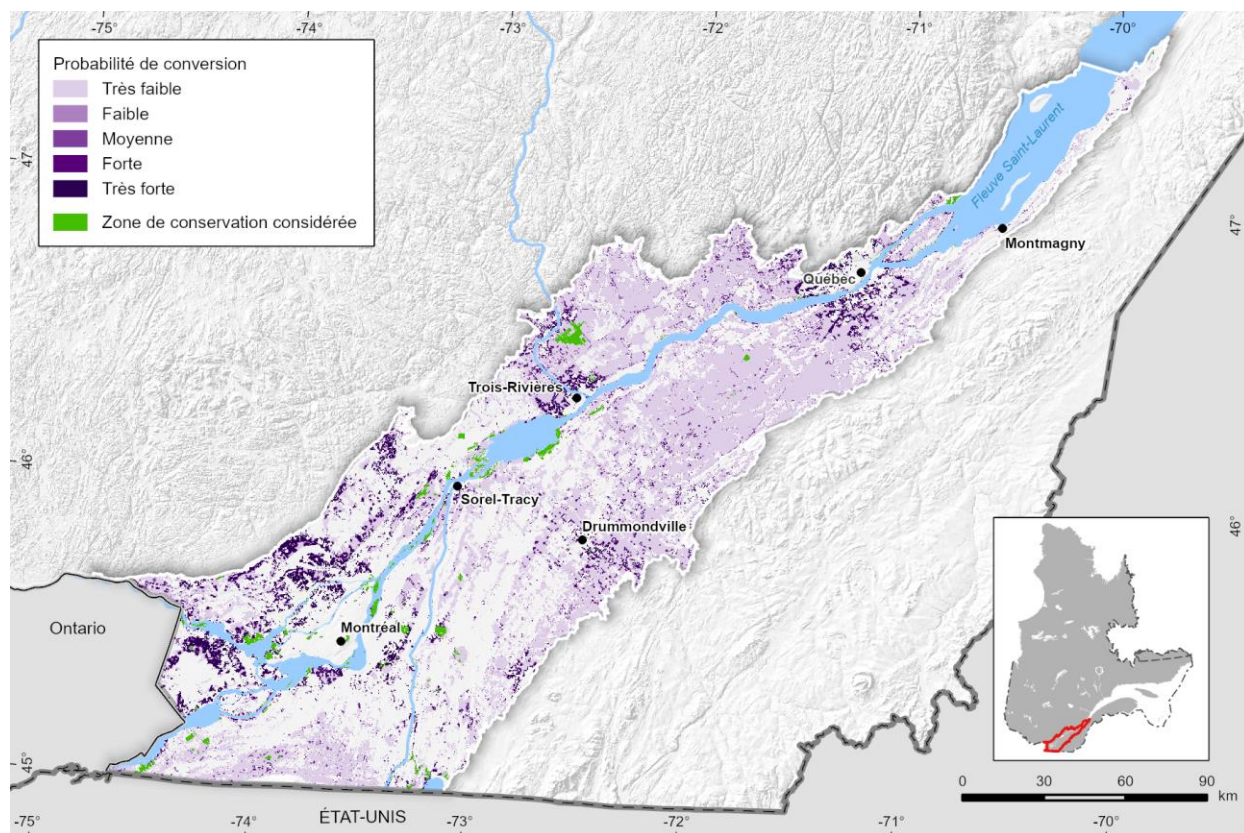 -75°
-74°
-73°
-72°
-71°
-70°
Probabilité de conversion
Très faible
Faible
Moyenne
Forte
Très forte
Zone de conservation considérée
47°
47°
Fleuve Saint-Laurent
Montmagny
Québec
Trois-Rivières
46°
46°
Sorel-Tracy
Drummondville
Ontario
Montréal
45°
ÉTAT-UNIS
0 30 60 90
km
-75°
-74°
-73°
-72°
-71°
-70°